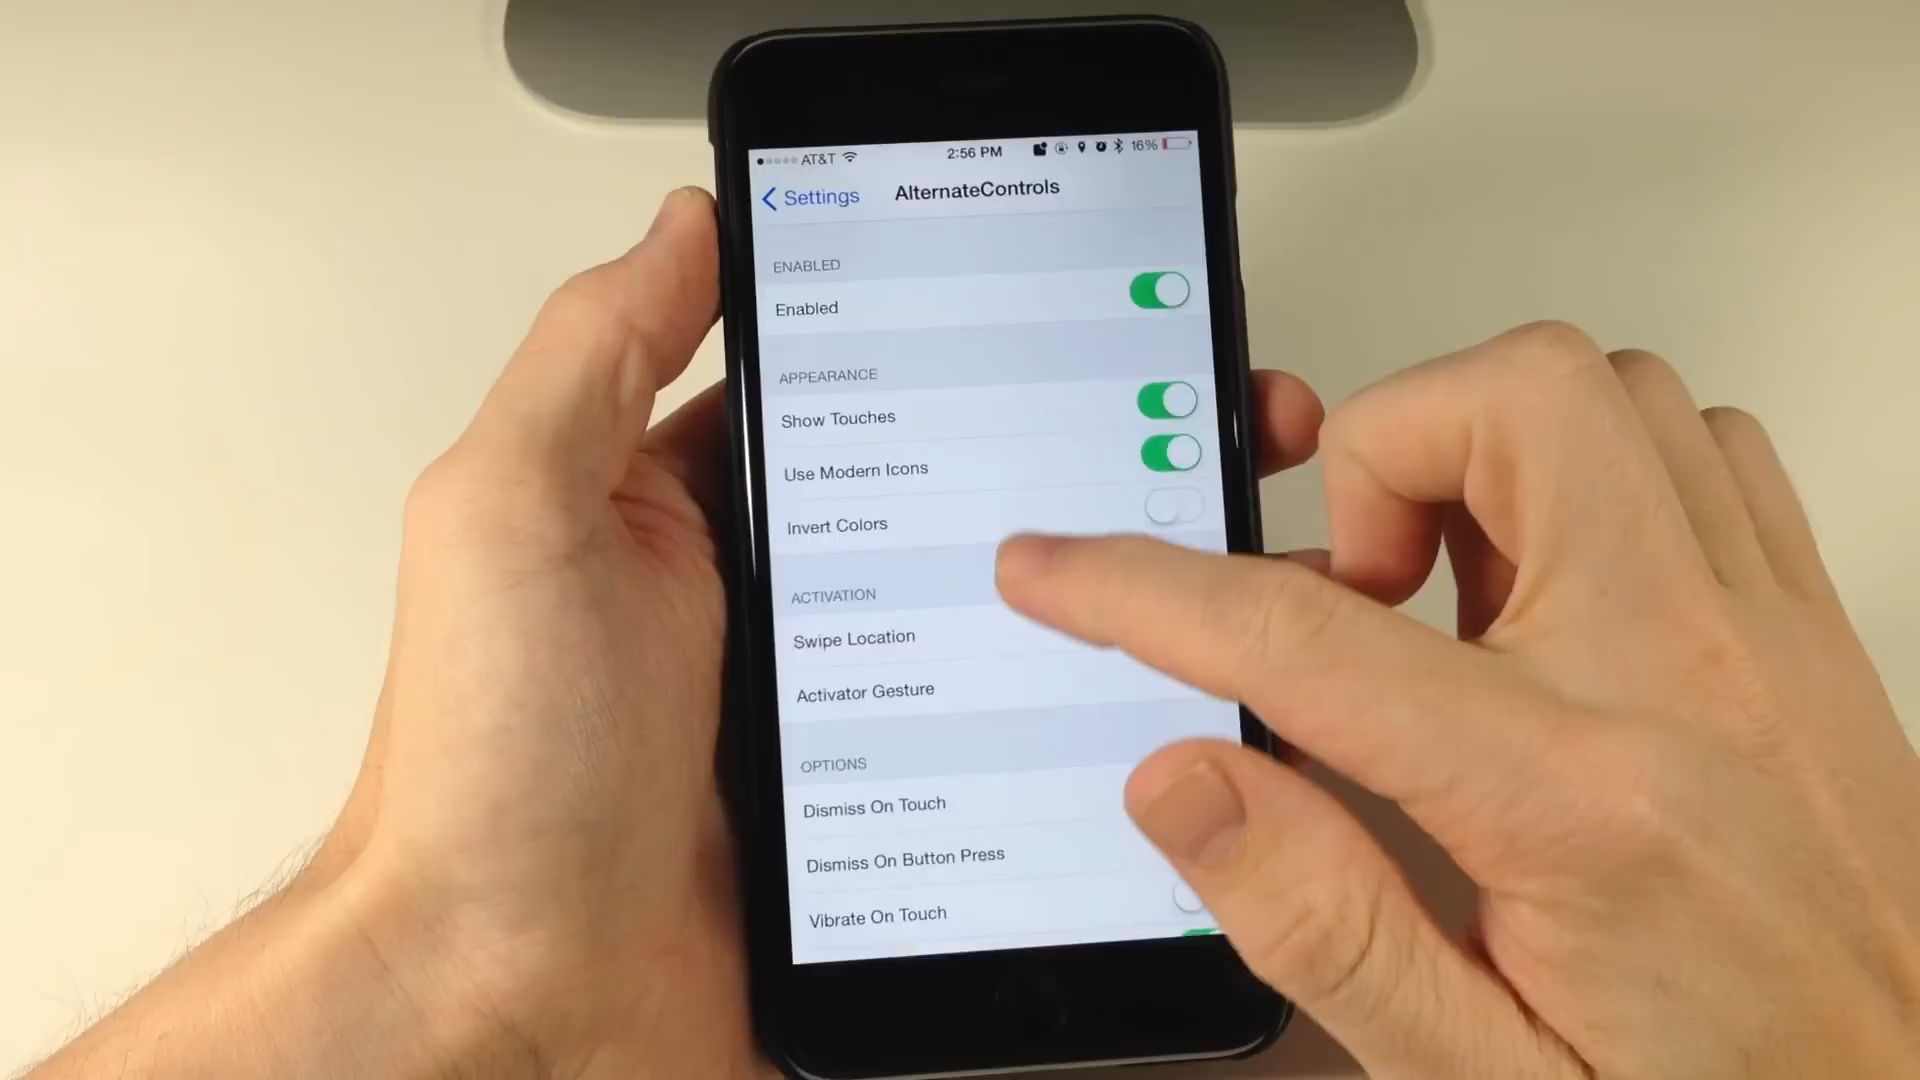 AT&T 2:56 PM 16%
Settings AlternateControls
ENABLED
Enabled
APPEARANCE
Show Touches
Use Modern Icons
Invert Colors
ACTIVATION
Swipe Location
Activator Gesture
OPTIONS
Dismiss On Touch
Dismiss On Button Press
Vibrate On Touch